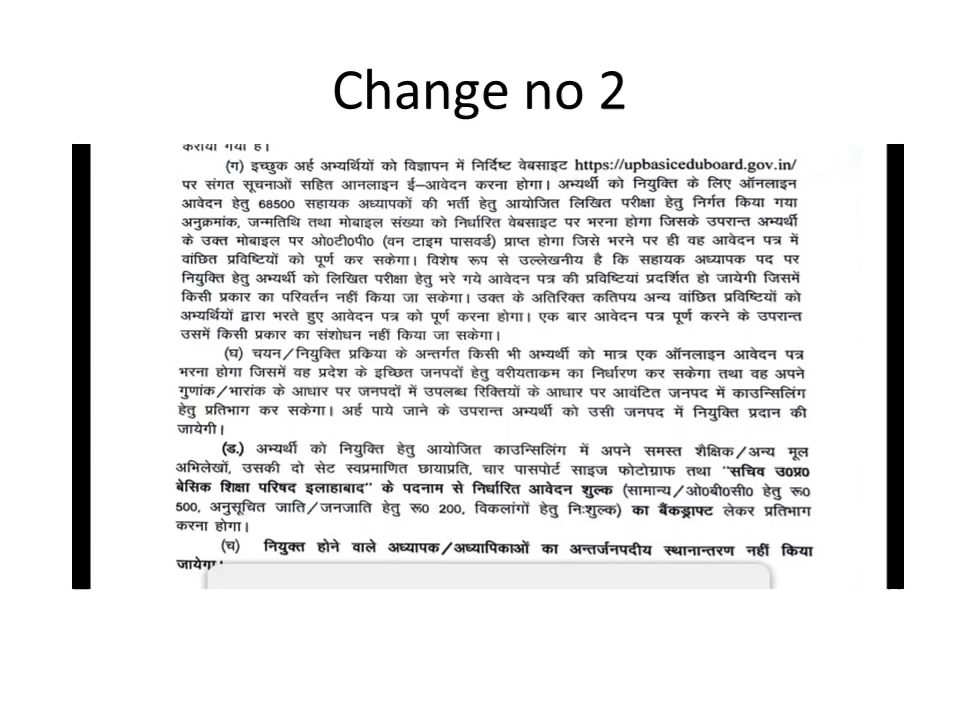 Change no 2
कराया गया है।
(ग) इच्छुक अर्ह अभ्यर्थियों को विज्ञापन में निर्दिष्ट वेबसाइट https://upbasiceduboard.gov.in/
पर संगत सूचनाओं सहित आनलाइन ई–आवेदन करना होगा। अभ्यर्थी को नियुक्ति के लिए ऑनलाइन
आवेदन हेतु 68500 सहायक अध्यापकों की भर्ती हेतु आयोजित लिखित परीक्षा हेतु निर्गत किया गया
अनुक्रमांक, जन्मतिथि तथा मोबाइल संख्या को निर्धारित वेबसाइट पर भरना होगा जिसके उपरान्त अभ्यर्थी
के उक्त मोबाइल पर ओ0टी0पी0 (वन टाइम पासवर्ड) प्राप्त होगा जिसे भरने पर ही वह आवेदन पत्र में
वांछित प्रविष्टियों को पूर्ण कर सकेगा। विशेष रूप से उल्लेखनीय है कि सहायक अध्यापक पद पर
नियुक्ति हेतु अभ्यर्थी को लिखित परीक्षा हेतु भरे गये आवेदन पत्र की प्रविष्टियां प्रदर्शित हो जायेगी जिसमें
किसी प्रकार का परिवर्तन नहीं किया जा सकेगा। उक्त के अतिरिक्त कतिपय अन्य वांछित प्रविष्टियों को
अभ्यर्थियों द्वारा भरते हुए आवेदन पत्र को पूर्ण करना होगा। एक बार आवेदन पत्र पूर्ण करने के उपरान्त
उसमें किसी प्रकार का संशोधन नहीं किया जा सकेगा।
(घ) चयन/नियुक्ति प्रक्रिया के अन्तर्गत किसी भी अभ्यर्थी को मात्र एक ऑनलाइन आवेदन पत्र
भरना होगा जिसमें वह प्रदेश के इच्छित जनपदों हेतु वरीयताक्रम का निर्धारण कर सकेगा तथा वह अपने
गुणांक/भारांक के आधार पर जनपदों में उपलब्ध रिक्तियों के आधार पर आवंटित जनपद में काउन्सिलिंग
हेतु प्रतिभाग कर सकेगा। अर्ह पाये जाने के उपरान्त अभ्यर्थी को उसी जनपद में नियुक्ति प्रदान की
जायेगी।
(ड.) अभ्यर्थी को नियुक्ति हेतु आयोजित काउन्सिलिंग में अपने समस्त शैक्षिक/अन्य मूल
अभिलेखों, उसकी दो सेट स्वप्रमाणित छायाप्रति, चार पासपोर्ट साइज फोटोग्राफ तथा "सचिव उ0प्र0
बेसिक शिक्षा परिषद इलाहाबाद" के पदनाम से निर्धारित आवेदन शुल्क (सामान्य/ओ0बी0सी0 हेतु रू0
500, अनुसूचित जाति/जनजाति हेतु रू0 200, विकलांगों हेतु निःशुल्क) का बैंकड्राफ्ट लेकर प्रतिभाग
करना होगा।
(च) नियुक्त होने वाले अध्यापक/अध्यापिकाओं का अन्तर्जनपदीय स्थानान्तरण नहीं किया
जायेगा।